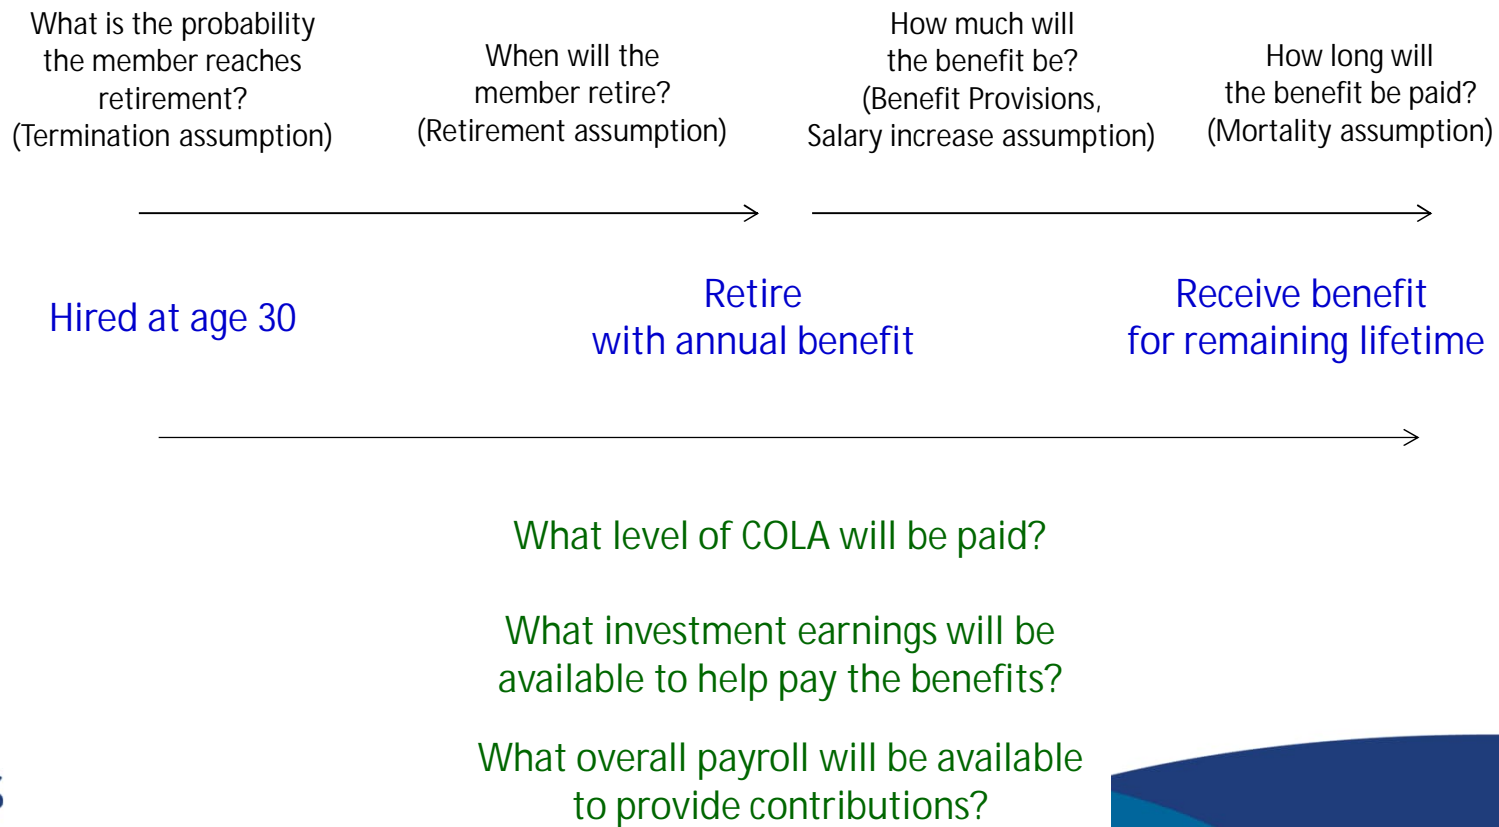 What is the probability
the member reaches
retirement?
(Termination assumption)
When will the
member retire?
(Retirement assumption)
How much will
the benefit be?
(Benefit Provisions,
Salary increase assumption)
How long will
the benefit be paid?
(Mortality assumption)
Hired at age 30
Retire
with annual benefit
Receive benefit
for remaining lifetime
What level of COLA will be paid?
What investment earnings will be
available to help pay the benefits?
What overall payroll will be available
to provide contributions?